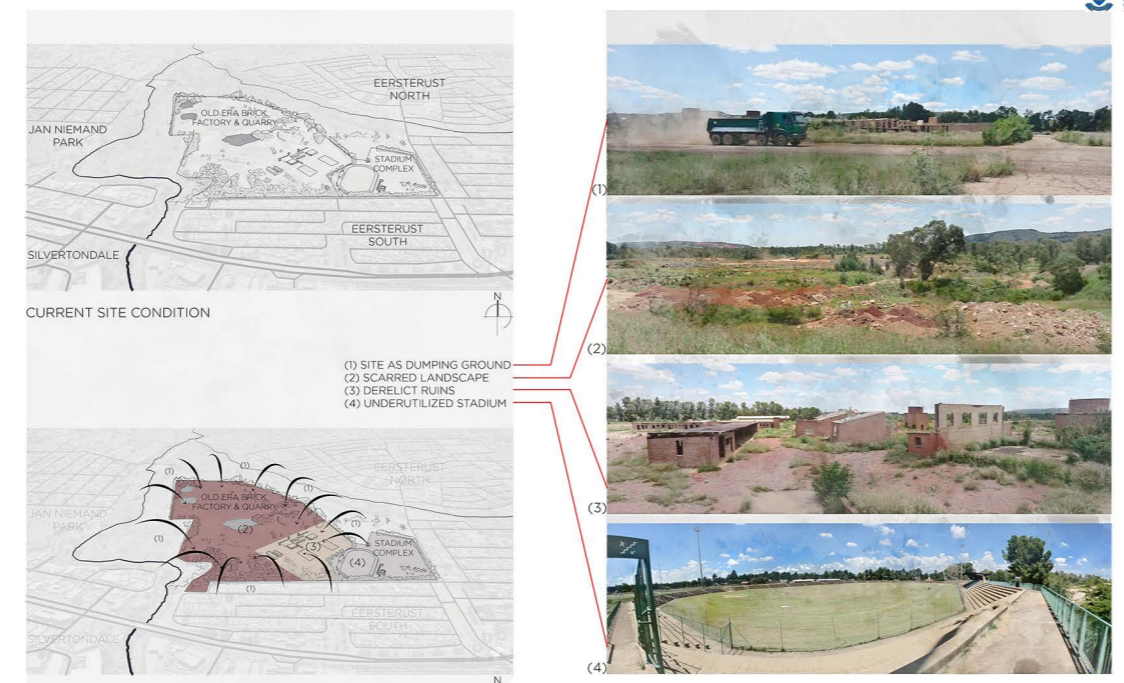 EERSTERUST
NORTH
OLD ERA BRICK
FACTORY & QUARRY
JAN NIEMAND
PARK
STADIUM
COMPLEX
EERSTERUST
SOUTH
SILVERTONDALE
CURRENT SITE CONDITION
N
(1) SITE AS DUMPING GROUND
(2) SCARRED LANDSCAPE
(3) DERELICT RUINS
(4) UNDERUTILIZED STADIUM
(1)
(1)
EERSTERUST
NORTH
OLD ERA BRICK
FACTORY & QUARRY
JAN NIEMAND
PARK
(1)
(2)
(1)
(3)
STADIUM
COMPLEX
(4)
(1)
EERSTERUST
SOUTH
SILVERTONDALE
N
(1)
(2)
(3)
(4)